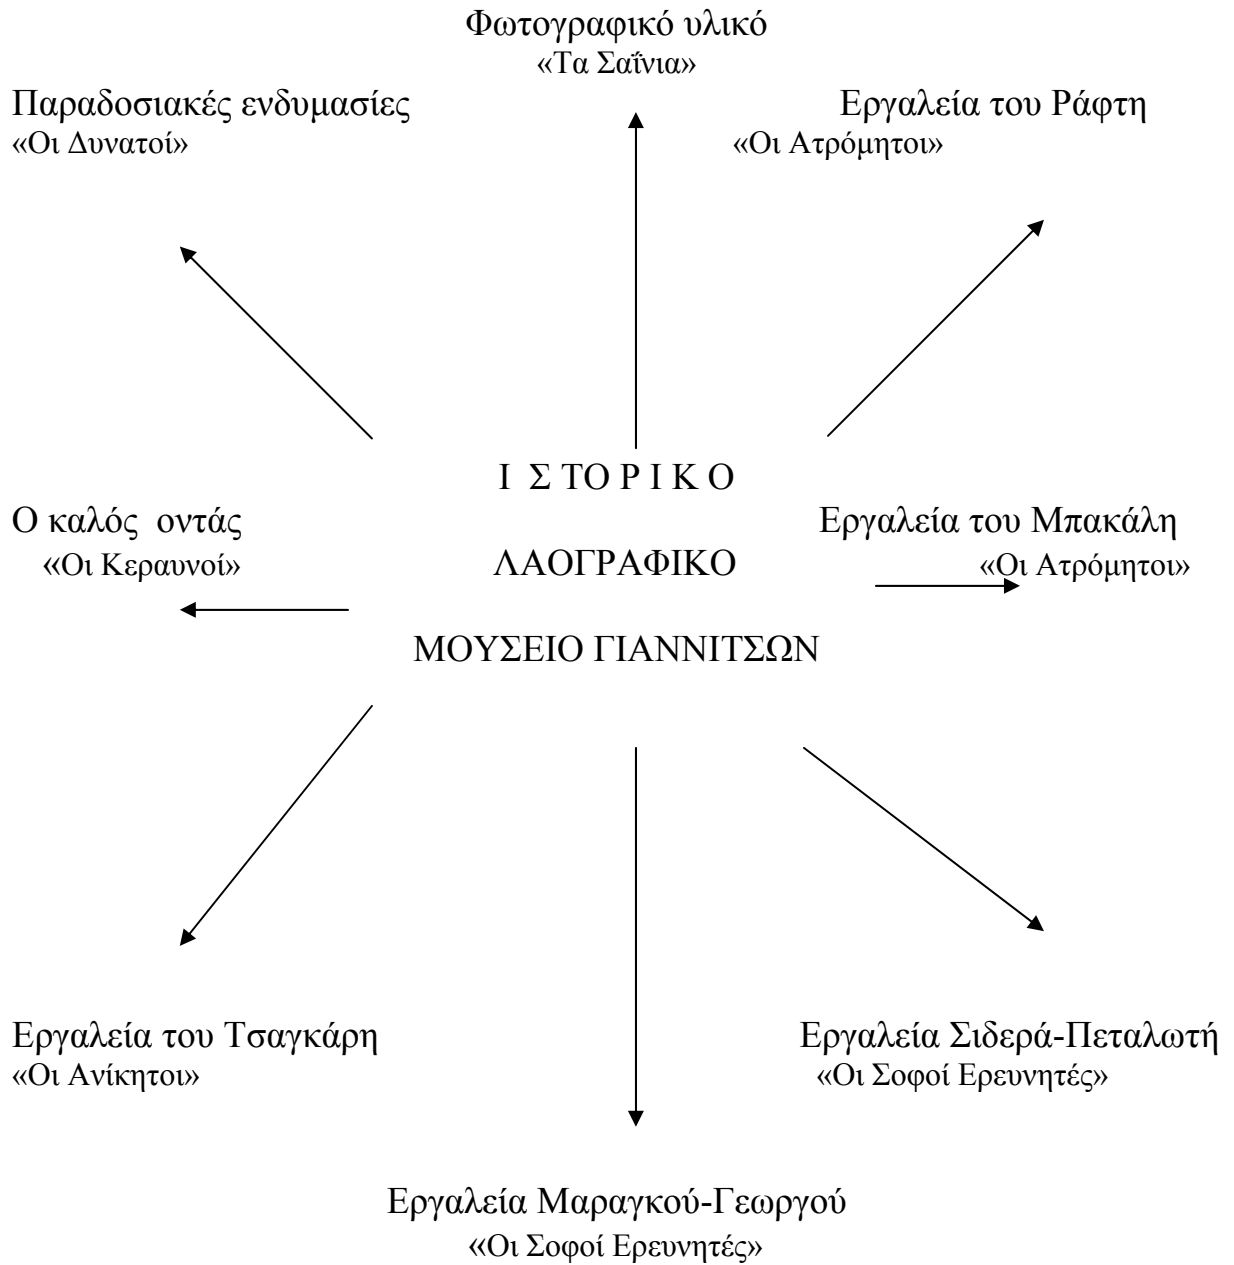 Φωτογραφικό υλικό
«Τα Σαΐνια»
Παραδοσιακές ενδυμασίες
«Οι Δυνατοί»
Εργαλεία του Ράφτη
«Οι Ατρόμητοι»
Ι Σ ΤΟ Ρ Ι Κ Ο
Ο καλός οντάς
«Οι Κεραυνοί»
ΛΑΟΓΡΑΦΙΚΟ
Εργαλεία του Μπακάλη
«Οι Ατρόμητοι»
ΜΟΥΣΕΙΟ ΓΙΑΝΝΙΤΣΩΝ
Εργαλεία του Τσαγκάρη
«Οι Ανίκητοι»
Εργαλεία Σιδερά-Πεταλωτή
«Οι Σοφοί Ερευνητές»
Εργαλεία Μαραγκού-Γεωργού
«Οι Σοφοί Ερευνητές»